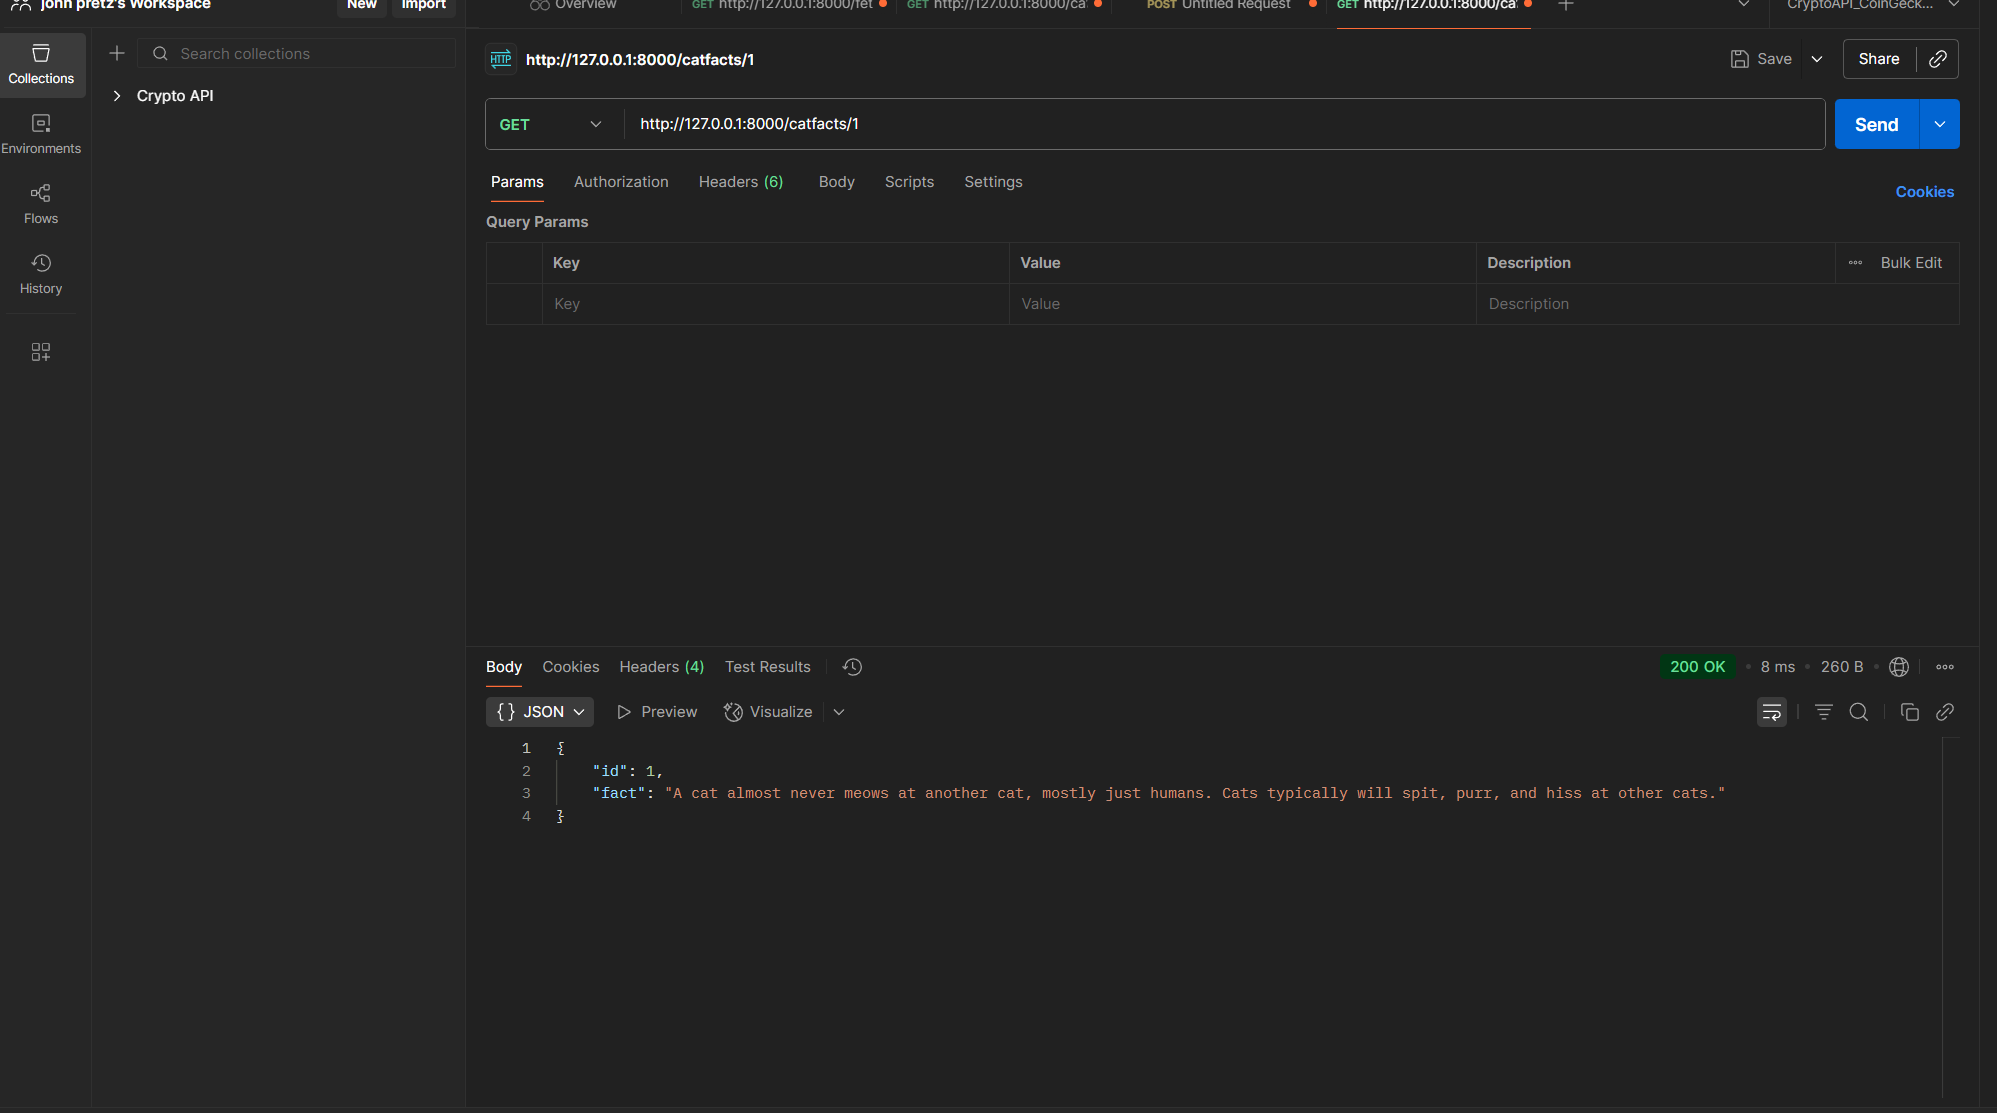 john pretz's Workspace
New
Import
Overview
GET http://127.0.0.1:8000/fet
GET http://127.0.0.1:8000/ca
POST Untitled Request
GET http://127.0.0.1:8000/ca
CryptoAPI_CoinGeck...
Collections
Environments
Flows
History
Search collections
Crypto API
HTTP http://127.0.0.1:8000/catfacts/1
Save
Share
GET http://127.0.0.1:8000/catfacts/1
Send
Params Authorization Headers (6) Body Scripts Settings
Cookies
Query Params
Key Value Description Bulk Edit
Key Value Description
Body Cookies Headers (4) Test Results
200 OK • 8 ms • 260 B •
{} JSON Preview Visualize
1 {
2 "id": 1,
3 "fact": "A cat almost never meows at another cat, mostly just humans. Cats typically will spit, purr, and hiss at other cats."
4 }